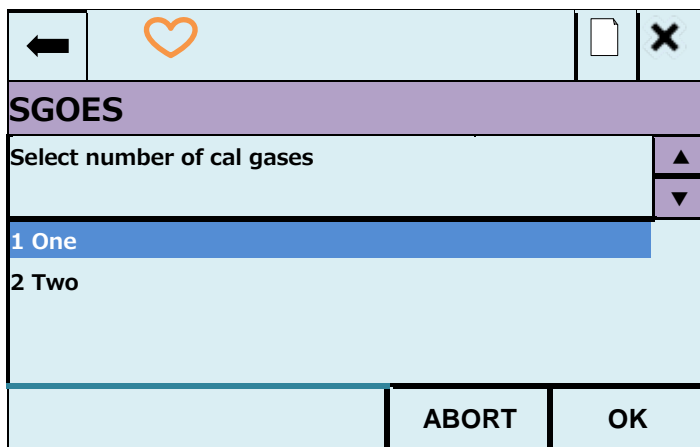 SGOES
Select number of cal gases
▲
▼
1 One
2 Two
ABORT
OK